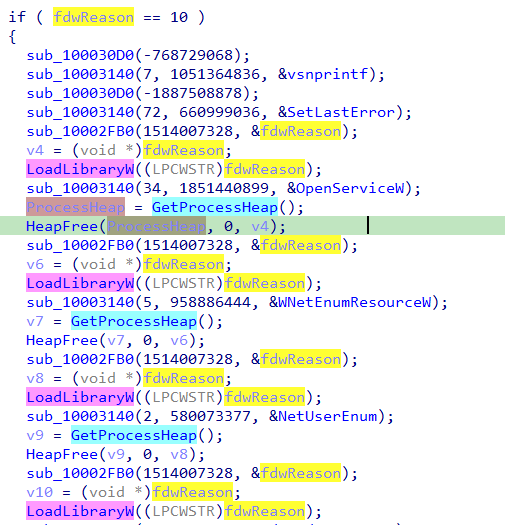 if ( fdwReason == 10 )
{
sub_100030D0(-768729068);
sub_10003140(7, 1051364836, &vsnprintf);
sub_100030D0(-1887508878);
sub_10003140(72, 660999036, &SetLastError);
sub_10002FB0(1514007328, &fdwReason);
v4 = (void *)fdwReason;
LoadLibraryW((LPCWSTR)fdwReason);
sub_10003140(34, 1851440899, &OpenServiceW);
ProcessHeap = GetProcessHeap();
HeapFree(ProcessHeap, 0, v4);
sub_10002FB0(1514007328, &fdwReason);
v6 = (void *)fdwReason;
LoadLibraryW((LPCWSTR)fdwReason);
sub_10003140(5, 958886444, &WNetEnumResourceW);
v7 = GetProcessHeap();
HeapFree(v7, 0, v6);
sub_10002FB0(1514007328, &fdwReason);
v8 = (void *)fdwReason;
LoadLibraryW((LPCWSTR)fdwReason);
sub_10003140(2, 580073377, &NetUserEnum);
v9 = GetProcessHeap();
HeapFree(v9, 0, v8);
sub_10002FB0(1514007328, &fdwReason);
v10 = (void *)fdwReason;
LoadLibraryW((LPCWSTR)fdwReason);